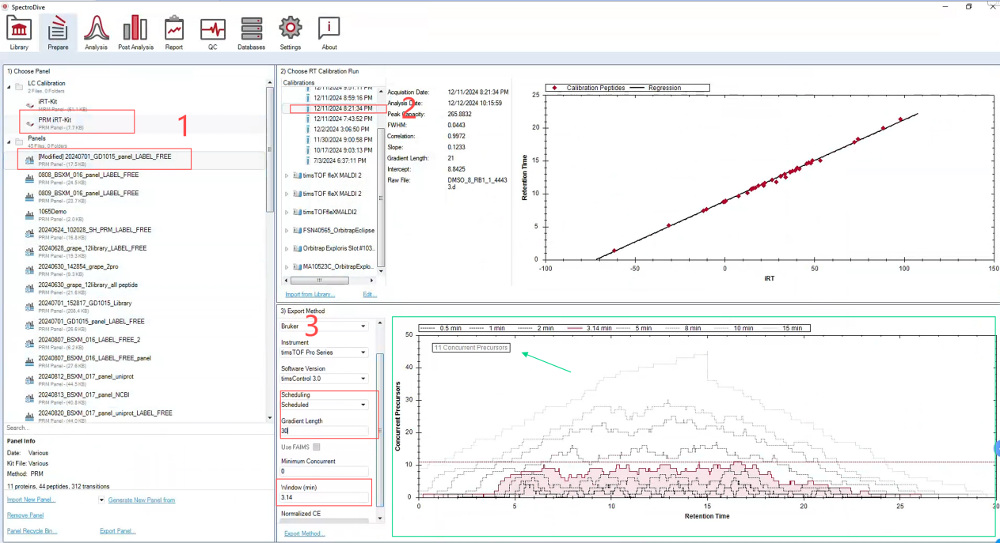 SpectroDive
Library
Prepare
Analysis
Post Analysis
Report
QC
Databases
Settings
About
1) Choose Panel
LC Calibration
2 Files, 0 Folders
iRT-Kit
PRM iRT-Kit
PRM Panel - (7.7 KB)
1
Panels
45 Files, 0 Folders
[Modified] 20240701_GD1015_panel_LABEL_FREE
PRM Panel - (17.5 KB)
0808_BSXM_016_panel_LABEL_FREE
PRM Panel - (24.5 KB)
0809_BSXM_016_panel_LABEL_FREE
PRM Panel - (23.7 KB)
1065Demo
PRM Panel - (2.0 KB)
20240624_102028_SH_PRM_LABEL_FREE
PRM Panel - (16.8 KB)
20240628_grape_12library_LABEL_FREE
PRM Panel - (19.3 KB)
20240630_142854_grape_2pro
PRM Panel - (9.3 KB)
20240630_grape_12library_all peptide
PRM Panel - (21.6 KB)
20240701_152817_GD1015_Library
PRM Panel - (208.4 KB)
20240701_GD1015_panel_LABEL_FREE
PRM Panel - (26.6 KB)
20240807_BSXM_016_LABEL_FREE_2
PRM Panel - (6.2 KB)
20240807_BSXM_016_LABEL_FREE_panel
PRM Panel - (27.6 KB)
20240812_BSXM_017_panel_uniprot
PRM Panel - (44.5 KB)
20240813_BSXM_017_panel_NCBI
PRM Panel - (40.8 KB)
20240820_BSXM_017_panel_uniprot_LABEL_FREE
PRM Panel - (44.0 KB)
Search...
Panel Info
Date: Various
Kit File: Various
Method: PRM
11 proteins, 44 peptides, 312 transitions
Import New Panel...
Generate New Panel from
Remove Panel
Panel Recycle Bin...
Export Panel...
2) Choose RT Calibration Run
Calibrations
12/11/2024 9:51:11 PM
12/11/2024 8:59:16 PM
12/11/2024 8:21:34 PM
12/11/2024 7:43:52 PM
12/2/2024 3:06:50 PM
11/30/2024 9:00:58 PM
10/17/2024 9:03:13 PM
7/3/2024 6:37:11 PM
timsTOF fleX MALDI 2
timsTOF fleX MALDI 2
timsTOFfleXMALDI2
FSN40565_OrbitrapEclipse
Orbitrap Exploris Slot #103...
MA10523C_OrbitrapExplo...
Import from Library...
Edit...
2
Acquisition Date: 12/11/2024 8:21:34 PM
Analysis Date: 12/12/2024 10:15:59
Peak Capacity: 265.8832
FWHM: 0.0443
Correlation: 0.9972
Slope: 0.1233
Gradient Length: 21
Intercept: 8.8425
Raw File: DMSO_8_RB1_1_4443.d
Calibration Peptides
Regression
25
20
15
10
5
0
Retention Time
-100
-50
0
50
100
150
iRT
3) Export Method
3
Bruker
Instrument
timsTOF Pro Series
Software Version
timsControl 3.0
Scheduling
Scheduled
Gradient Length
30
Use FAIMS
Minimum Concurrent
0
Window (min)
3.14
Normalized CE
Export Method...
0.5 min
1 min
2 min
3.14 min
5 min
8 min
10 min
15 min
11 Concurrent Precursors
50
40
30
20
10
0
Concurrent Precursors
0
5
10
15
20
25
30
Retention Time